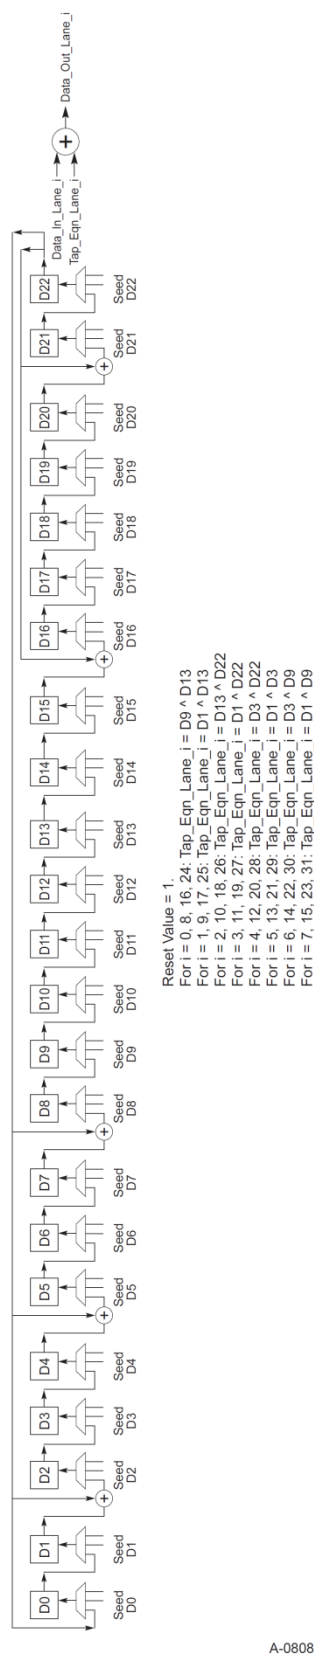 D0
D1
D2
D3
D4
D5
D6
D7
D8
D9
D10
D11
D12
D13
D14
D15
D16
D17
D18
D19
D20
D21
D22
Data_In_Lane_i
Tap_Eqn_Lane_i
Data_Out_Lane_i
Seed D0
Seed D1
Seed D2
Seed D3
Seed D4
Seed D5
Seed D6
Seed D7
Seed D8
Seed D9
Seed D10
Seed D11
Seed D12
Seed D13
Seed D14
Seed D15
Seed D16
Seed D17
Seed D18
Seed D19
Seed D20
Seed D21
Seed D22
Reset Value = 1.
For i = 0, 8, 16, 24: Tap_Eqn_Lane_i = D9 ^ D13
For i = 1, 9, 17, 25: Tap_Eqn_Lane_i = D1 ^ D13
For i = 2, 10, 18, 26: Tap_Eqn_Lane_i = D13 ^ D22
For i = 3, 11, 19, 27: Tap_Eqn_Lane_i = D1 ^ D22
For i = 4, 12, 20, 28: Tap_Eqn_Lane_i = D3 ^ D22
For i = 5, 13, 21, 29: Tap_Eqn_Lane_i = D1 ^ D3
For i = 6, 14, 22, 30: Tap_Eqn_Lane_i = D3 ^ D9
For i = 7, 15, 23, 31: Tap_Eqn_Lane_i = D1 ^ D9
A-0808